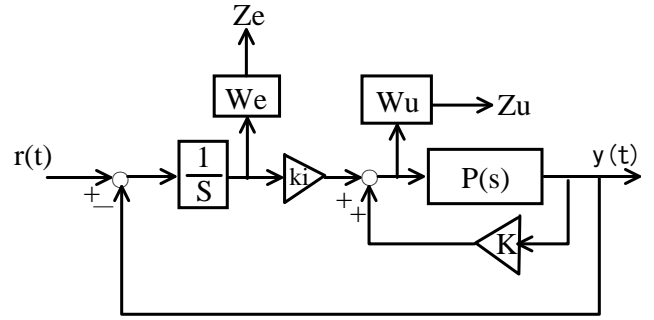 Ze
We
Wu
Zu
r(t)
+
−
1
S
ki
+
+
P(s)
y(t)
K